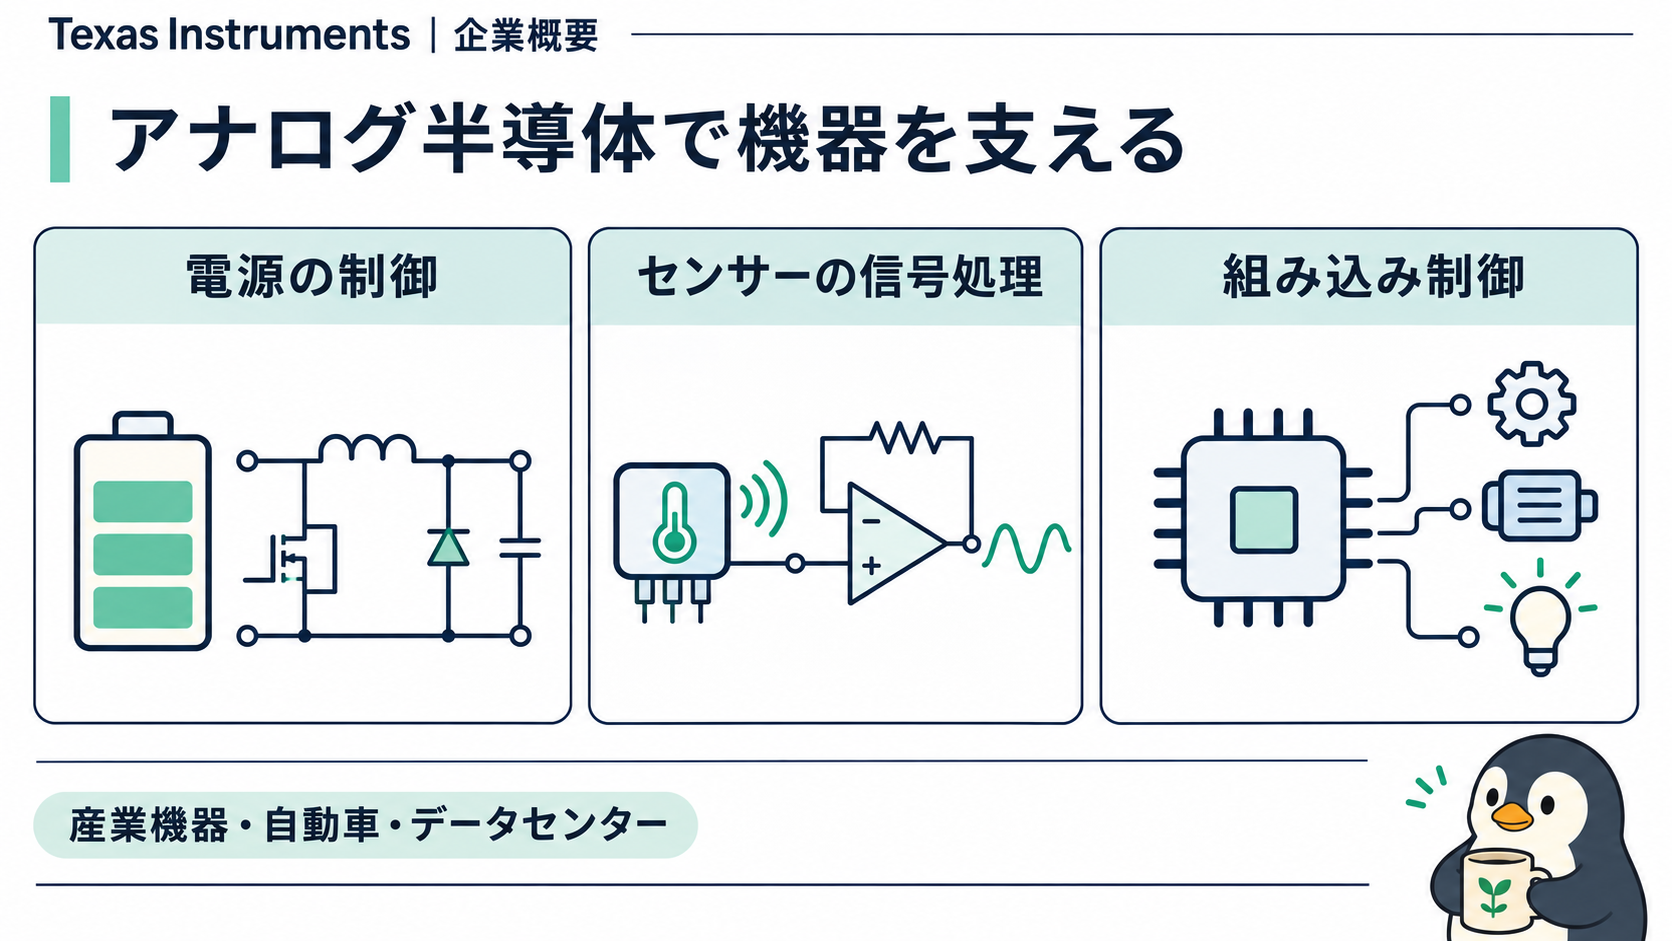 Texas Instruments | 企業概要
アナログ半導体で機器を支える
電源の制御
センサーの信号処理
組み込み制御
産業機器・自動車・データセンター